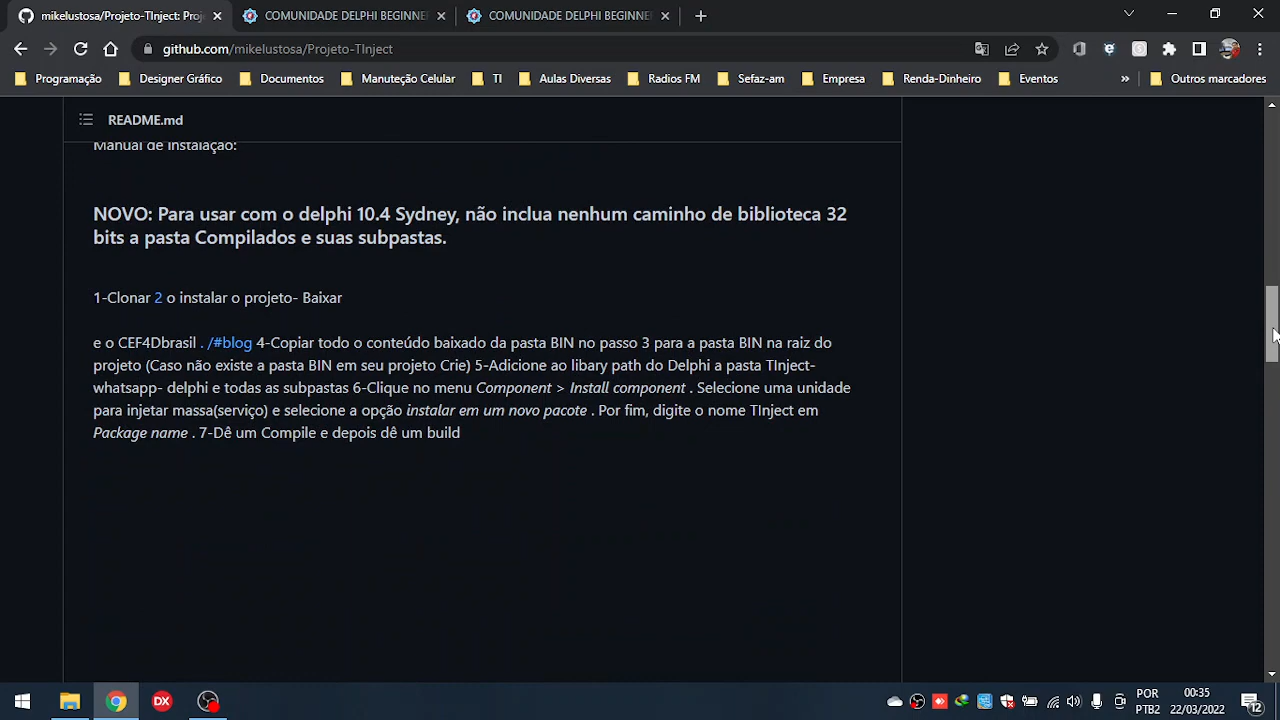 mikelustosa/Projeto-TInject: Proj
COMUNIDADE DELPHI BEGINNER
COMUNIDADE DELPHI BEGINNER
github.com/mikelustosa/Projeto-TInject
Programação
Designer Gráfico
Documentos
Manuteção Celular
TI
Aulas Diversas
Radios FM
Sefaz-am
Empresa
Renda-Dinheiro
Eventos
»
Outros marcadores
README.md
Manual de Instalação:
NOVO: Para usar com o delphi 10.4 Sydney, não inclua nenhum caminho de biblioteca 32
bits a pasta Compilados e suas subpastas.
1-Clonar 2 o instalar o projeto- Baixar
e o CEF4Dbrasil . /#blog 4-Copiar todo o conteúdo baixado da pasta BIN no passo 3 para a pasta BIN na raiz do
projeto (Caso não existe a pasta BIN em seu projeto Crie) 5-Adicione ao libary path do Delphi a pasta TInject-
whatsapp- delphi e todas as subpastas 6-Clique no menu Component > Install component . Selecione uma unidade
para injetar massa(serviço) e selecione a opção instalar em um novo pacote . Por fim, digite o nome TInject em
Package name . 7-Dê um Compile e depois dê um build
DX
POR
PTB2
00:35
22/03/2022
12